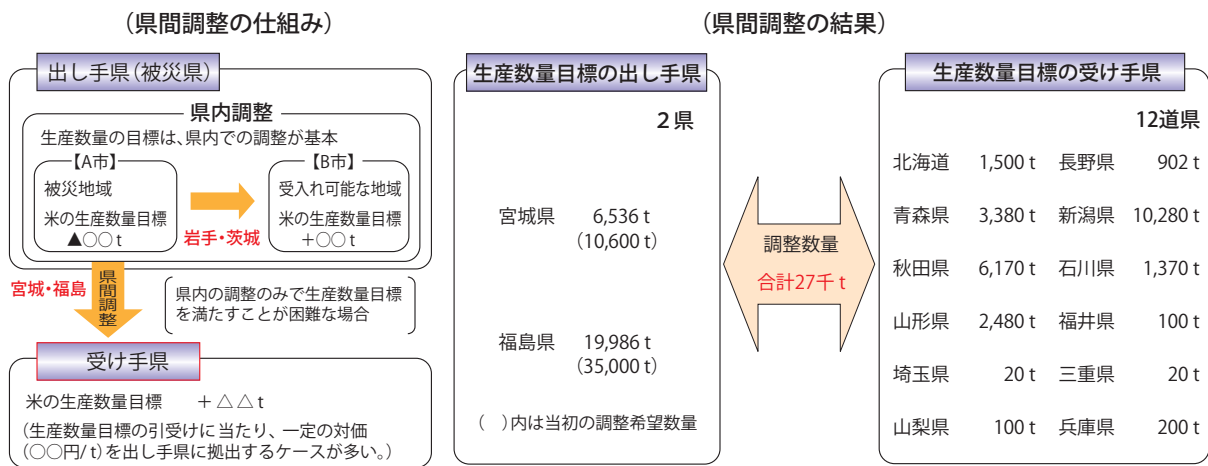 (県間調整の仕組み)
出し手県(被災県)
県内調整
生産数量の目標は、県内での調整が基本
【A市】
被災地域
米の生産数量目標
▲○○t
岩手・茨城
【B市】
受入れ可能な地域
米の生産数量目標
+○○t
宮城・福島
県間調整
県内の調整のみで生産数量目標
を満たすことが困難な場合
受け手県
米の生産数量目標 +△△t
(生産数量目標の引受けに当たり、一定の対価
(○○円/t)を出し手県に拠出するケースが多い。)
(県間調整の結果)
生産数量目標の出し手県
2県
宮城県 6,536 t
(10,600 t)
福島県 19,986 t
(35,000 t)
( )内は当初の調整希望数量
調整数量
合計27千t
生産数量目標の受け手県
12道県
北海道 1,500 t 長野県 902 t
青森県 3,380 t 新潟県 10,280 t
秋田県 6,170 t 石川県 1,370 t
山形県 2,480 t 福井県 100 t
埼玉県 20 t 三重県 20 t
山梨県 100 t 兵庫県 200 t